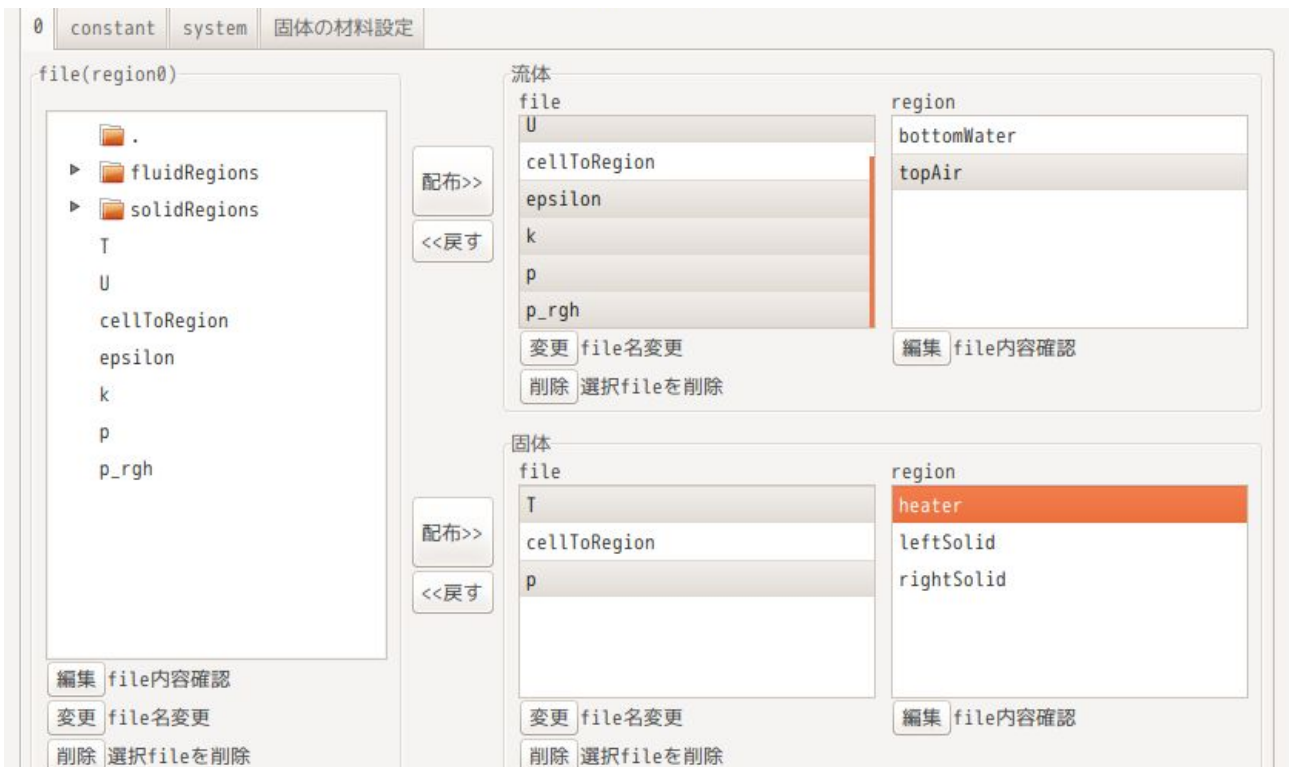 0 constant system 固体の材料設定
file(region0)
.
fluidRegions
solidRegions
T
U
cellToRegion
epsilon
k
p
p_rgh
編集 file内容確認
変更 file名変更
削除 選択fileを削除
配布>>
<<戻す
配布>>
<<戻す
流体
file
U
cellToRegion
epsilon
k
p
p_rgh
変更 file名変更
削除 選択fileを削除
region
bottomWater
topAir
編集 file内容確認
固体
file
T
cellToRegion
p
変更 file名変更
削除 選択fileを削除
region
heater
leftSolid
rightSolid
編集 file内容確認